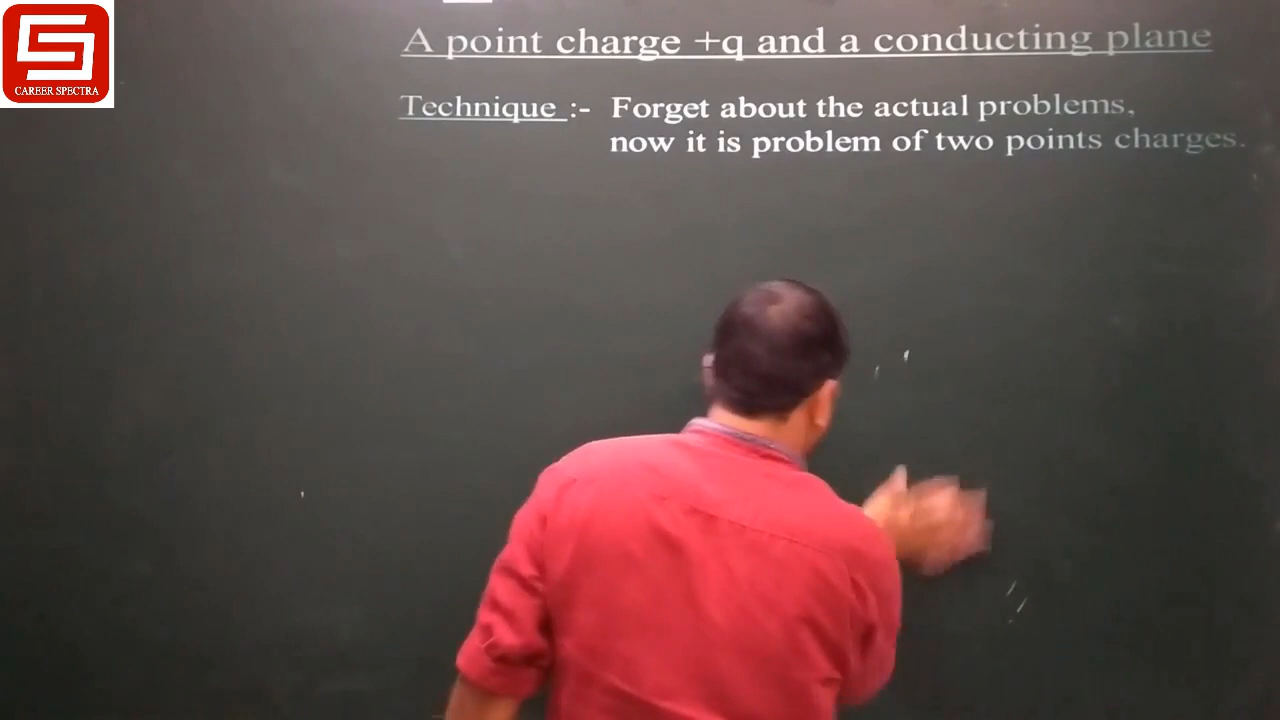 CAREER SPECTRA
A point charge +q and a conducting plane
Technique :- Forget about the actual problems,
now it is problem of two points charges.